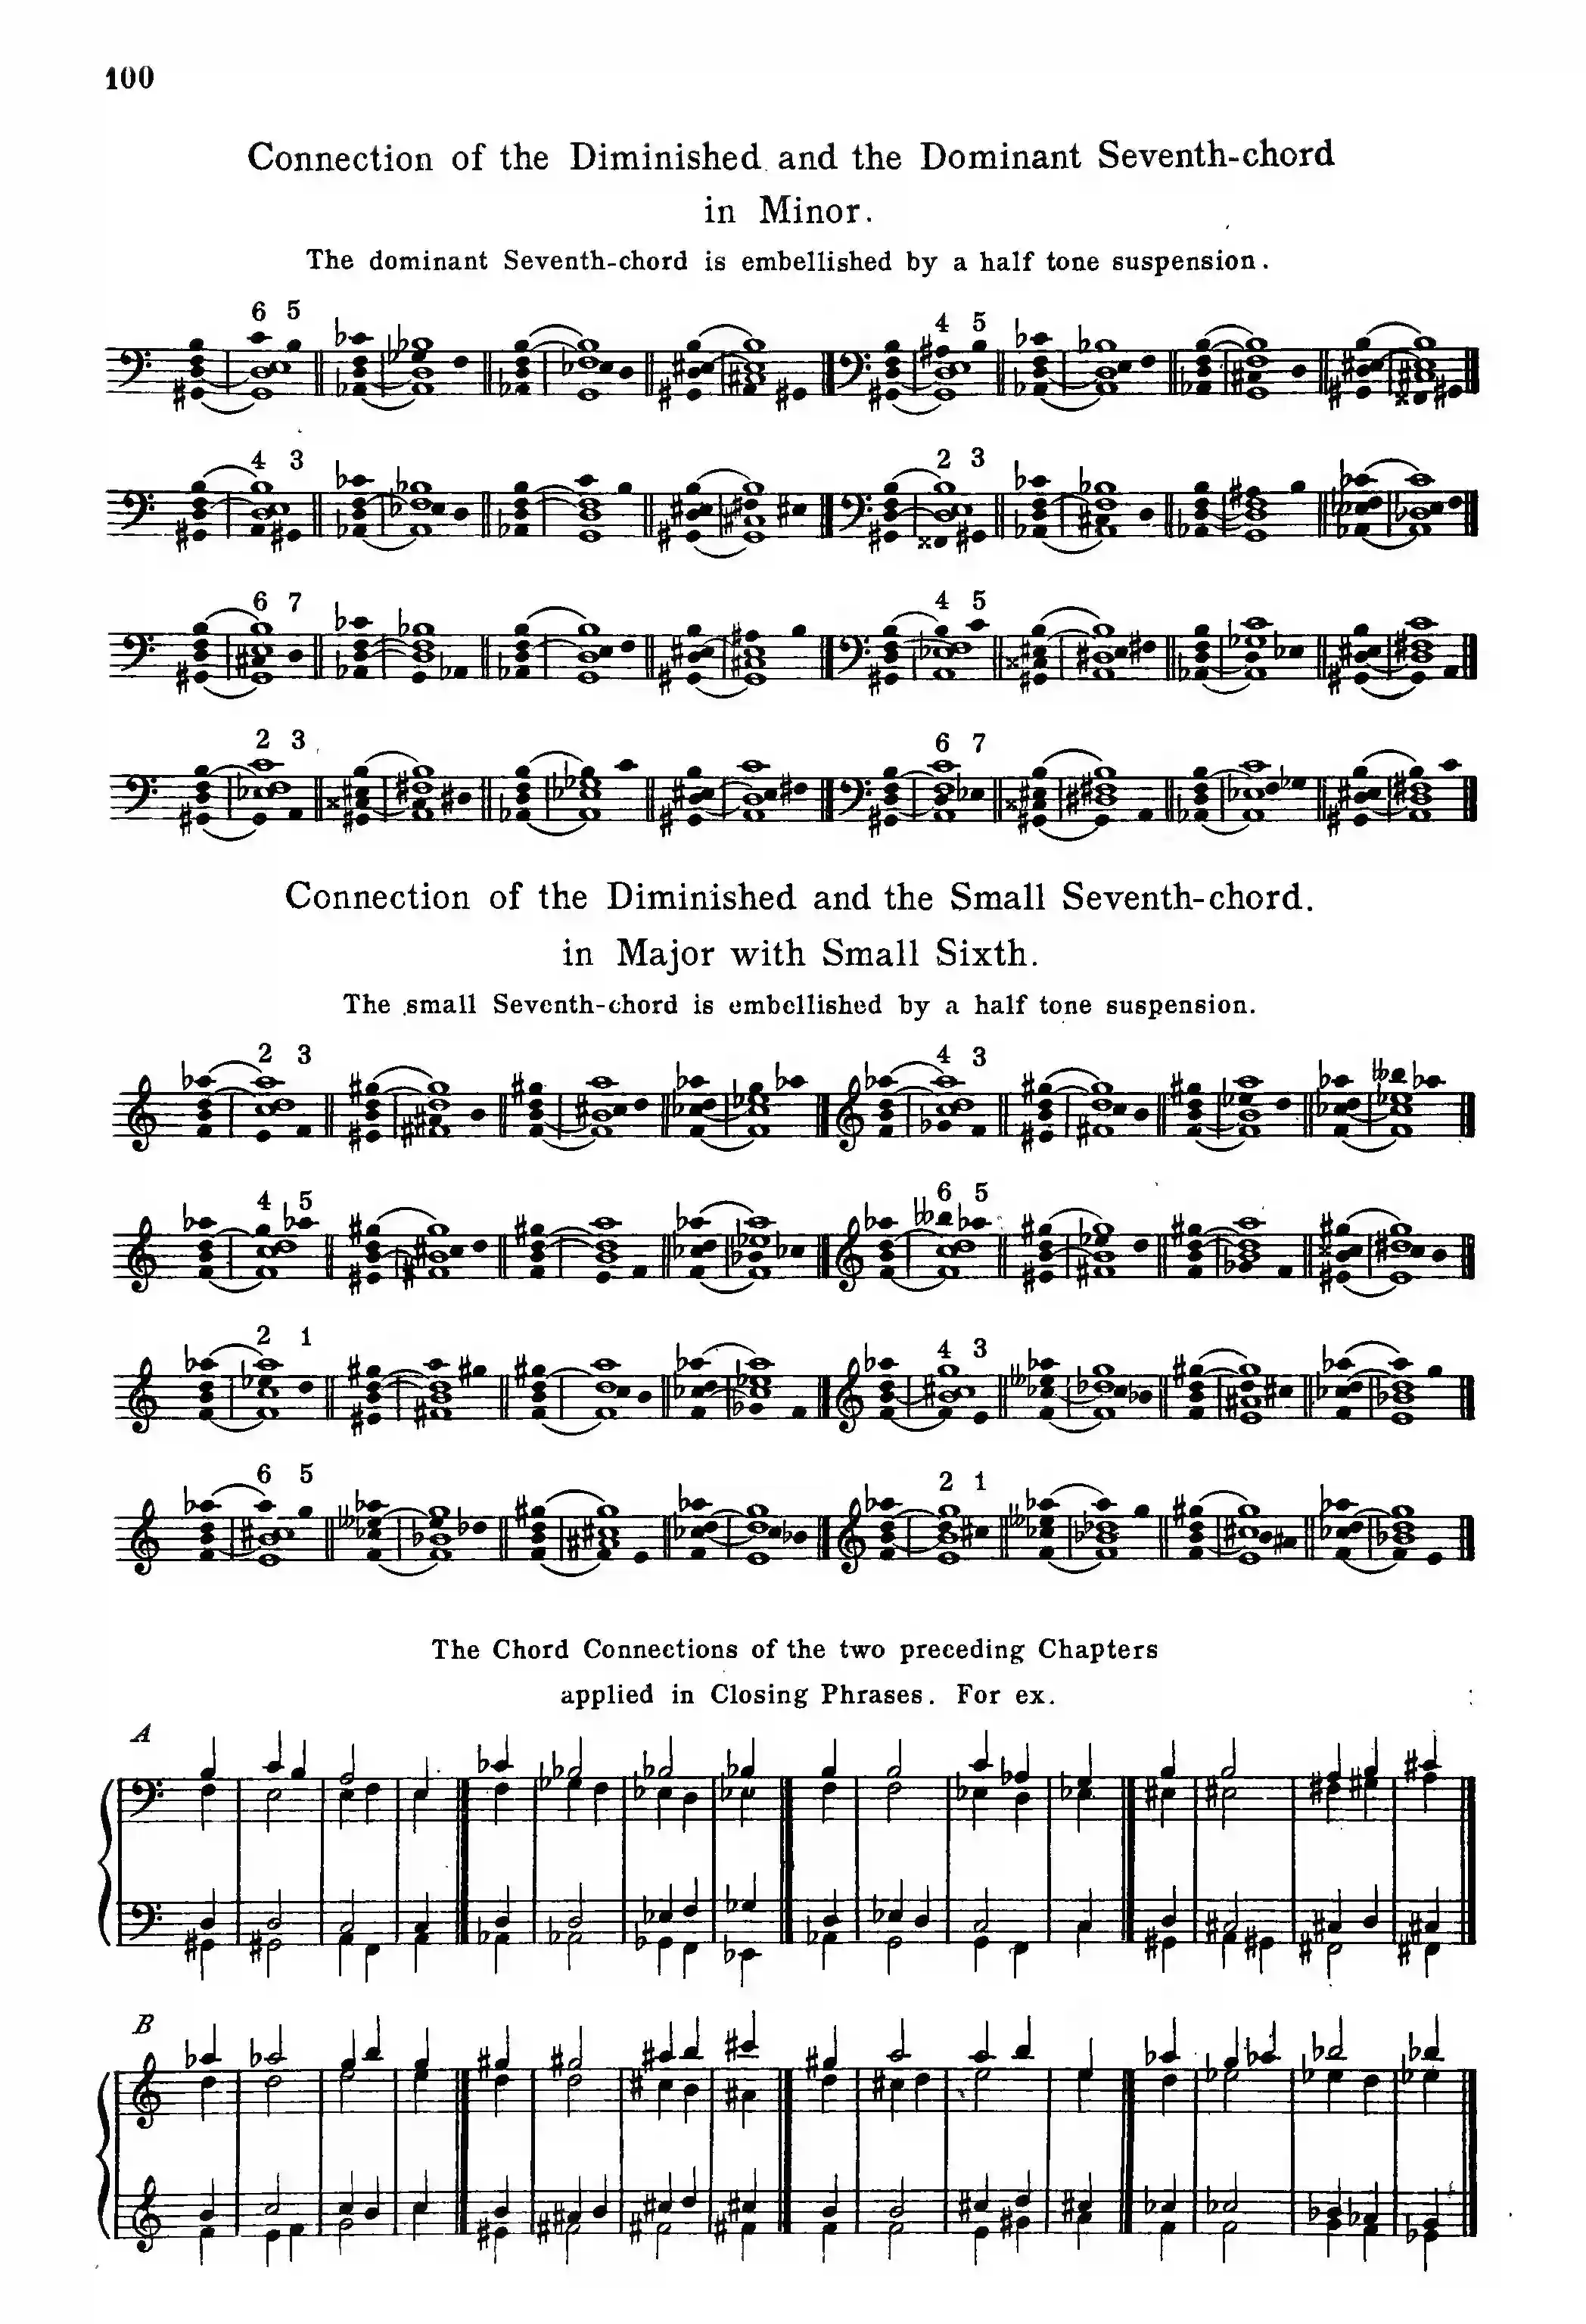 100
Connection of the Diminished and the Dominant Seventh-chord
in Minor.
The dominant Seventh-chord is embellished by a half tone suspension.
6 5 4 5
4 3 2 3
6 7 4 5
2 3 6 7
Connection of the Diminished and the Small Seventh-chord.
in Major with Small Sixth.
The small Seventh-chord is embellished by a half tone suspension.
2 3 4 3
4 5 6 5
2 1 4 3
6 5 2 1
The Chord Connections of the two preceding Chapters
applied in Closing Phrases. For ex.
A
B